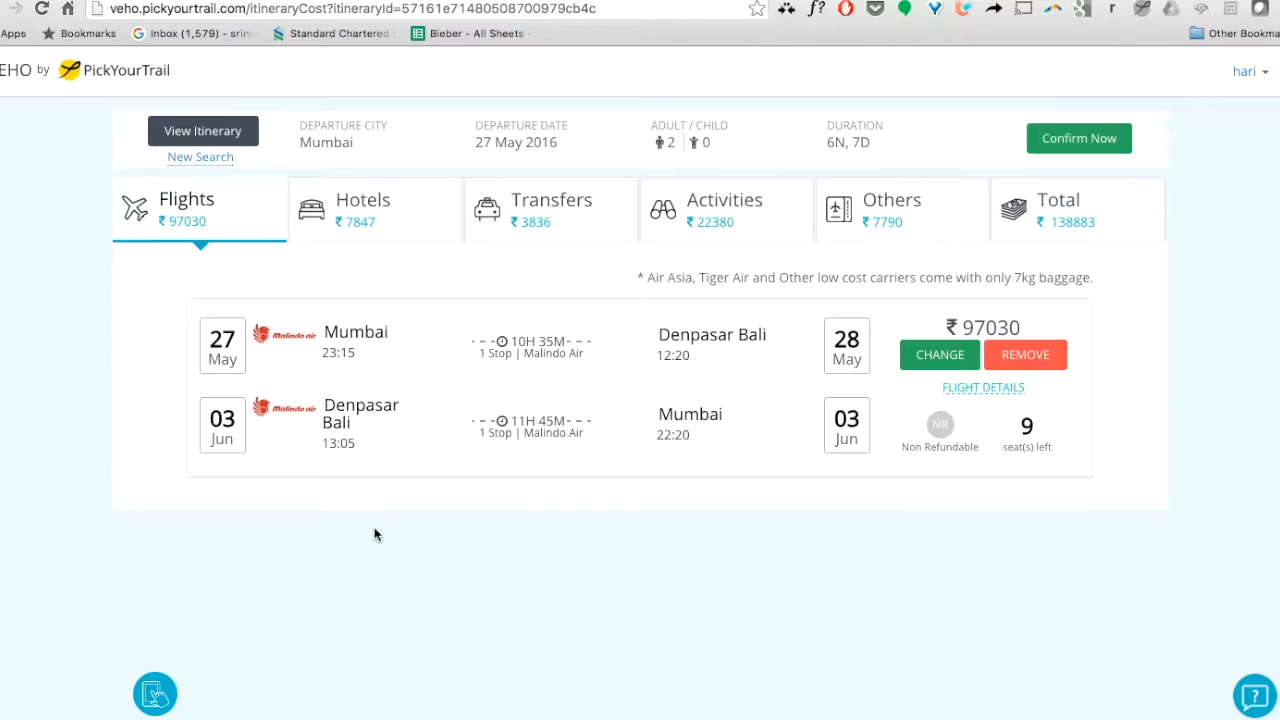 veho.pickyourtrail.com/itineraryCost?itineraryId=57161e71480508700979cb4c
Apps Bookmarks Inbox (1,579) - srin Standard Chartered Bieber - All Sheets Other Bookma
EHO by PickYourTrail hari
View Itinerary
New Search
DEPARTURE CITY
Mumbai
DEPARTURE DATE
27 May 2016
ADULT / CHILD
2 0
DURATION
6N, 7D
Confirm Now
Flights
₹ 97030
Hotels
₹ 7847
Transfers
₹ 3836
Activities
₹ 22380
Others
₹ 7790
Total
₹ 138883
* Air Asia, Tiger Air and Other low cost carriers come with only 7kg baggage.
27
May
Malindo air
Mumbai
23:15
- - - 10H 35M- - -
1 Stop | Malindo Air
Denpasar Bali
12:20
28
May
03
Jun
Malindo air
Denpasar
Bali
13:05
- - - 11H 45M- - -
1 Stop | Malindo Air
Mumbai
22:20
03
Jun
₹ 97030
CHANGE REMOVE
FLIGHT DETAILS
NR
Non Refundable
9
seat(s) left